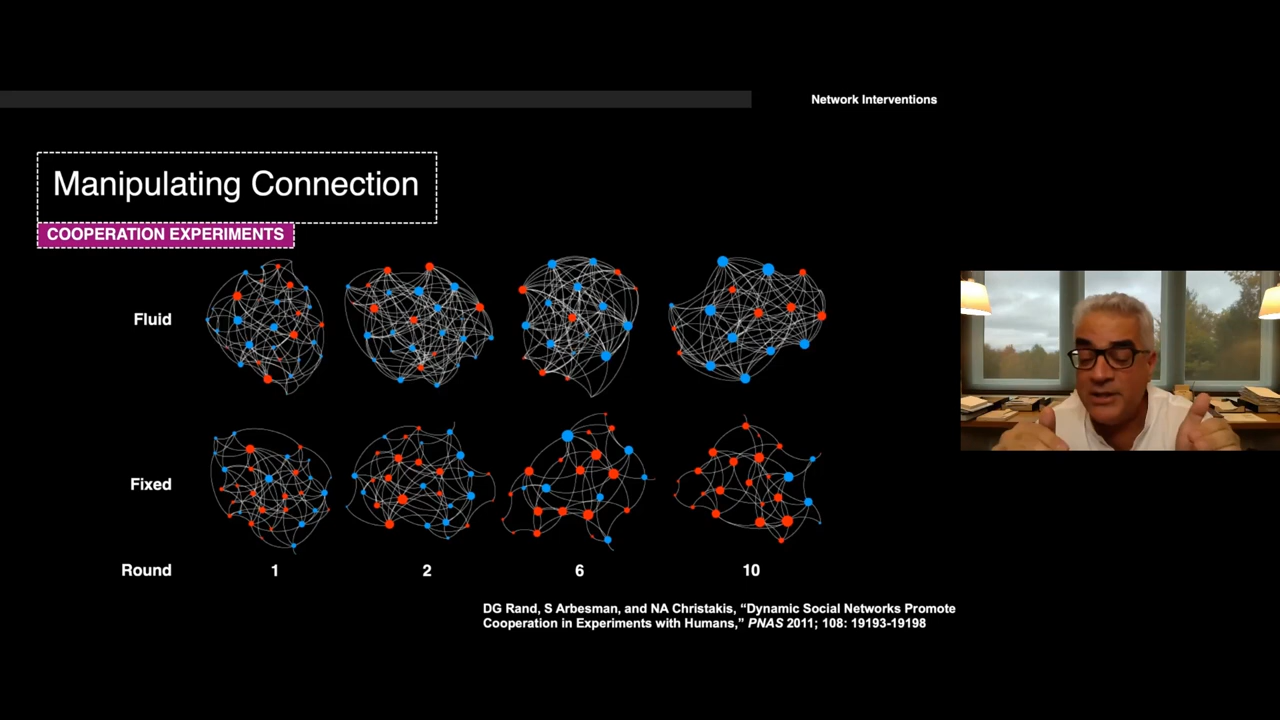 Network Interventions
Manipulating Connection
COOPERATION EXPERIMENTS
Fluid
Fixed
Round 1 2 6 10
DG Rand, S Arbesman, and NA Christakis, “Dynamic Social Networks Promote
Cooperation in Experiments with Humans,” PNAS 2011; 108: 19193-19198